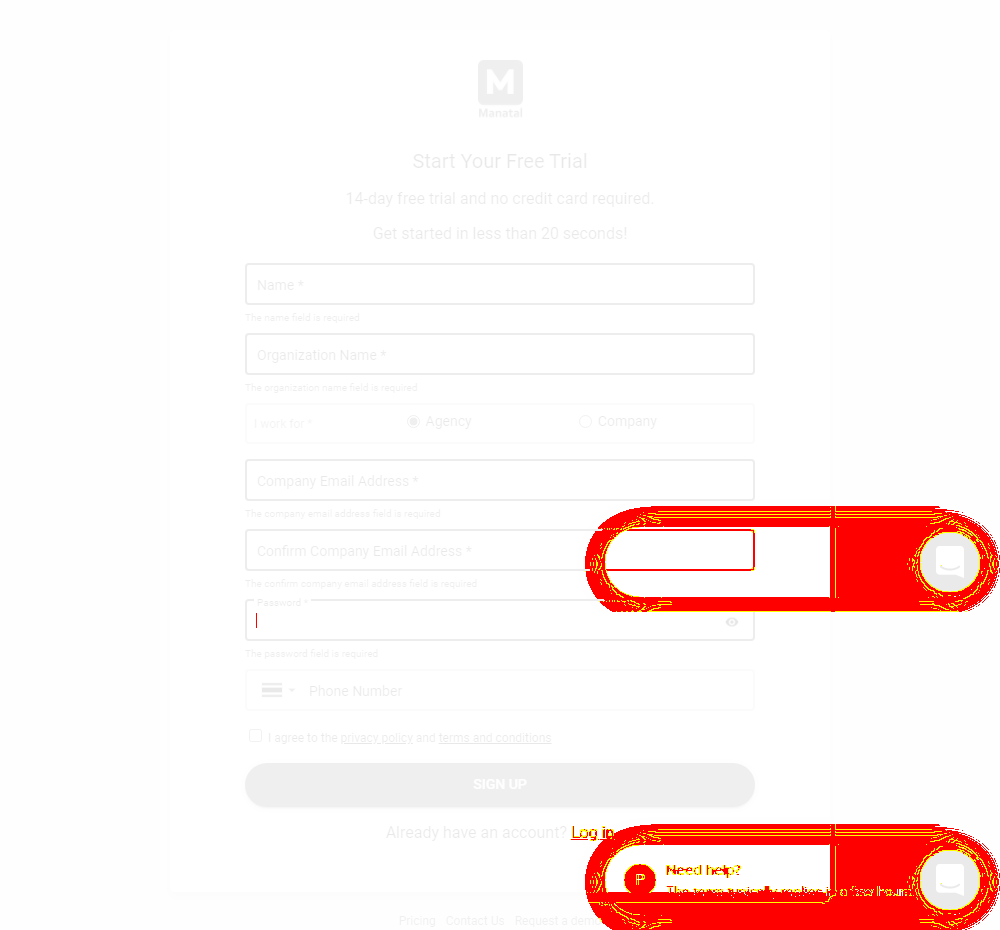 M
Manatal
Start Your Free Trial
14-day free trial and no credit card required.
Get started in less than 20 seconds!
Name *
The name field is required
Organization Name *
The organization name field is required
I work for *
Agency
Company
Company Email Address *
The company email address field is required
Confirm Company Email Address *
The confirm company email address field is required
Password *
The password field is required
Phone Number
I agree to the privacy policy and terms and conditions
SIGN UP
Already have an account? Log in
P
Need help?
The team typically replies in a few hours
Pricing Contact Us Request a demo